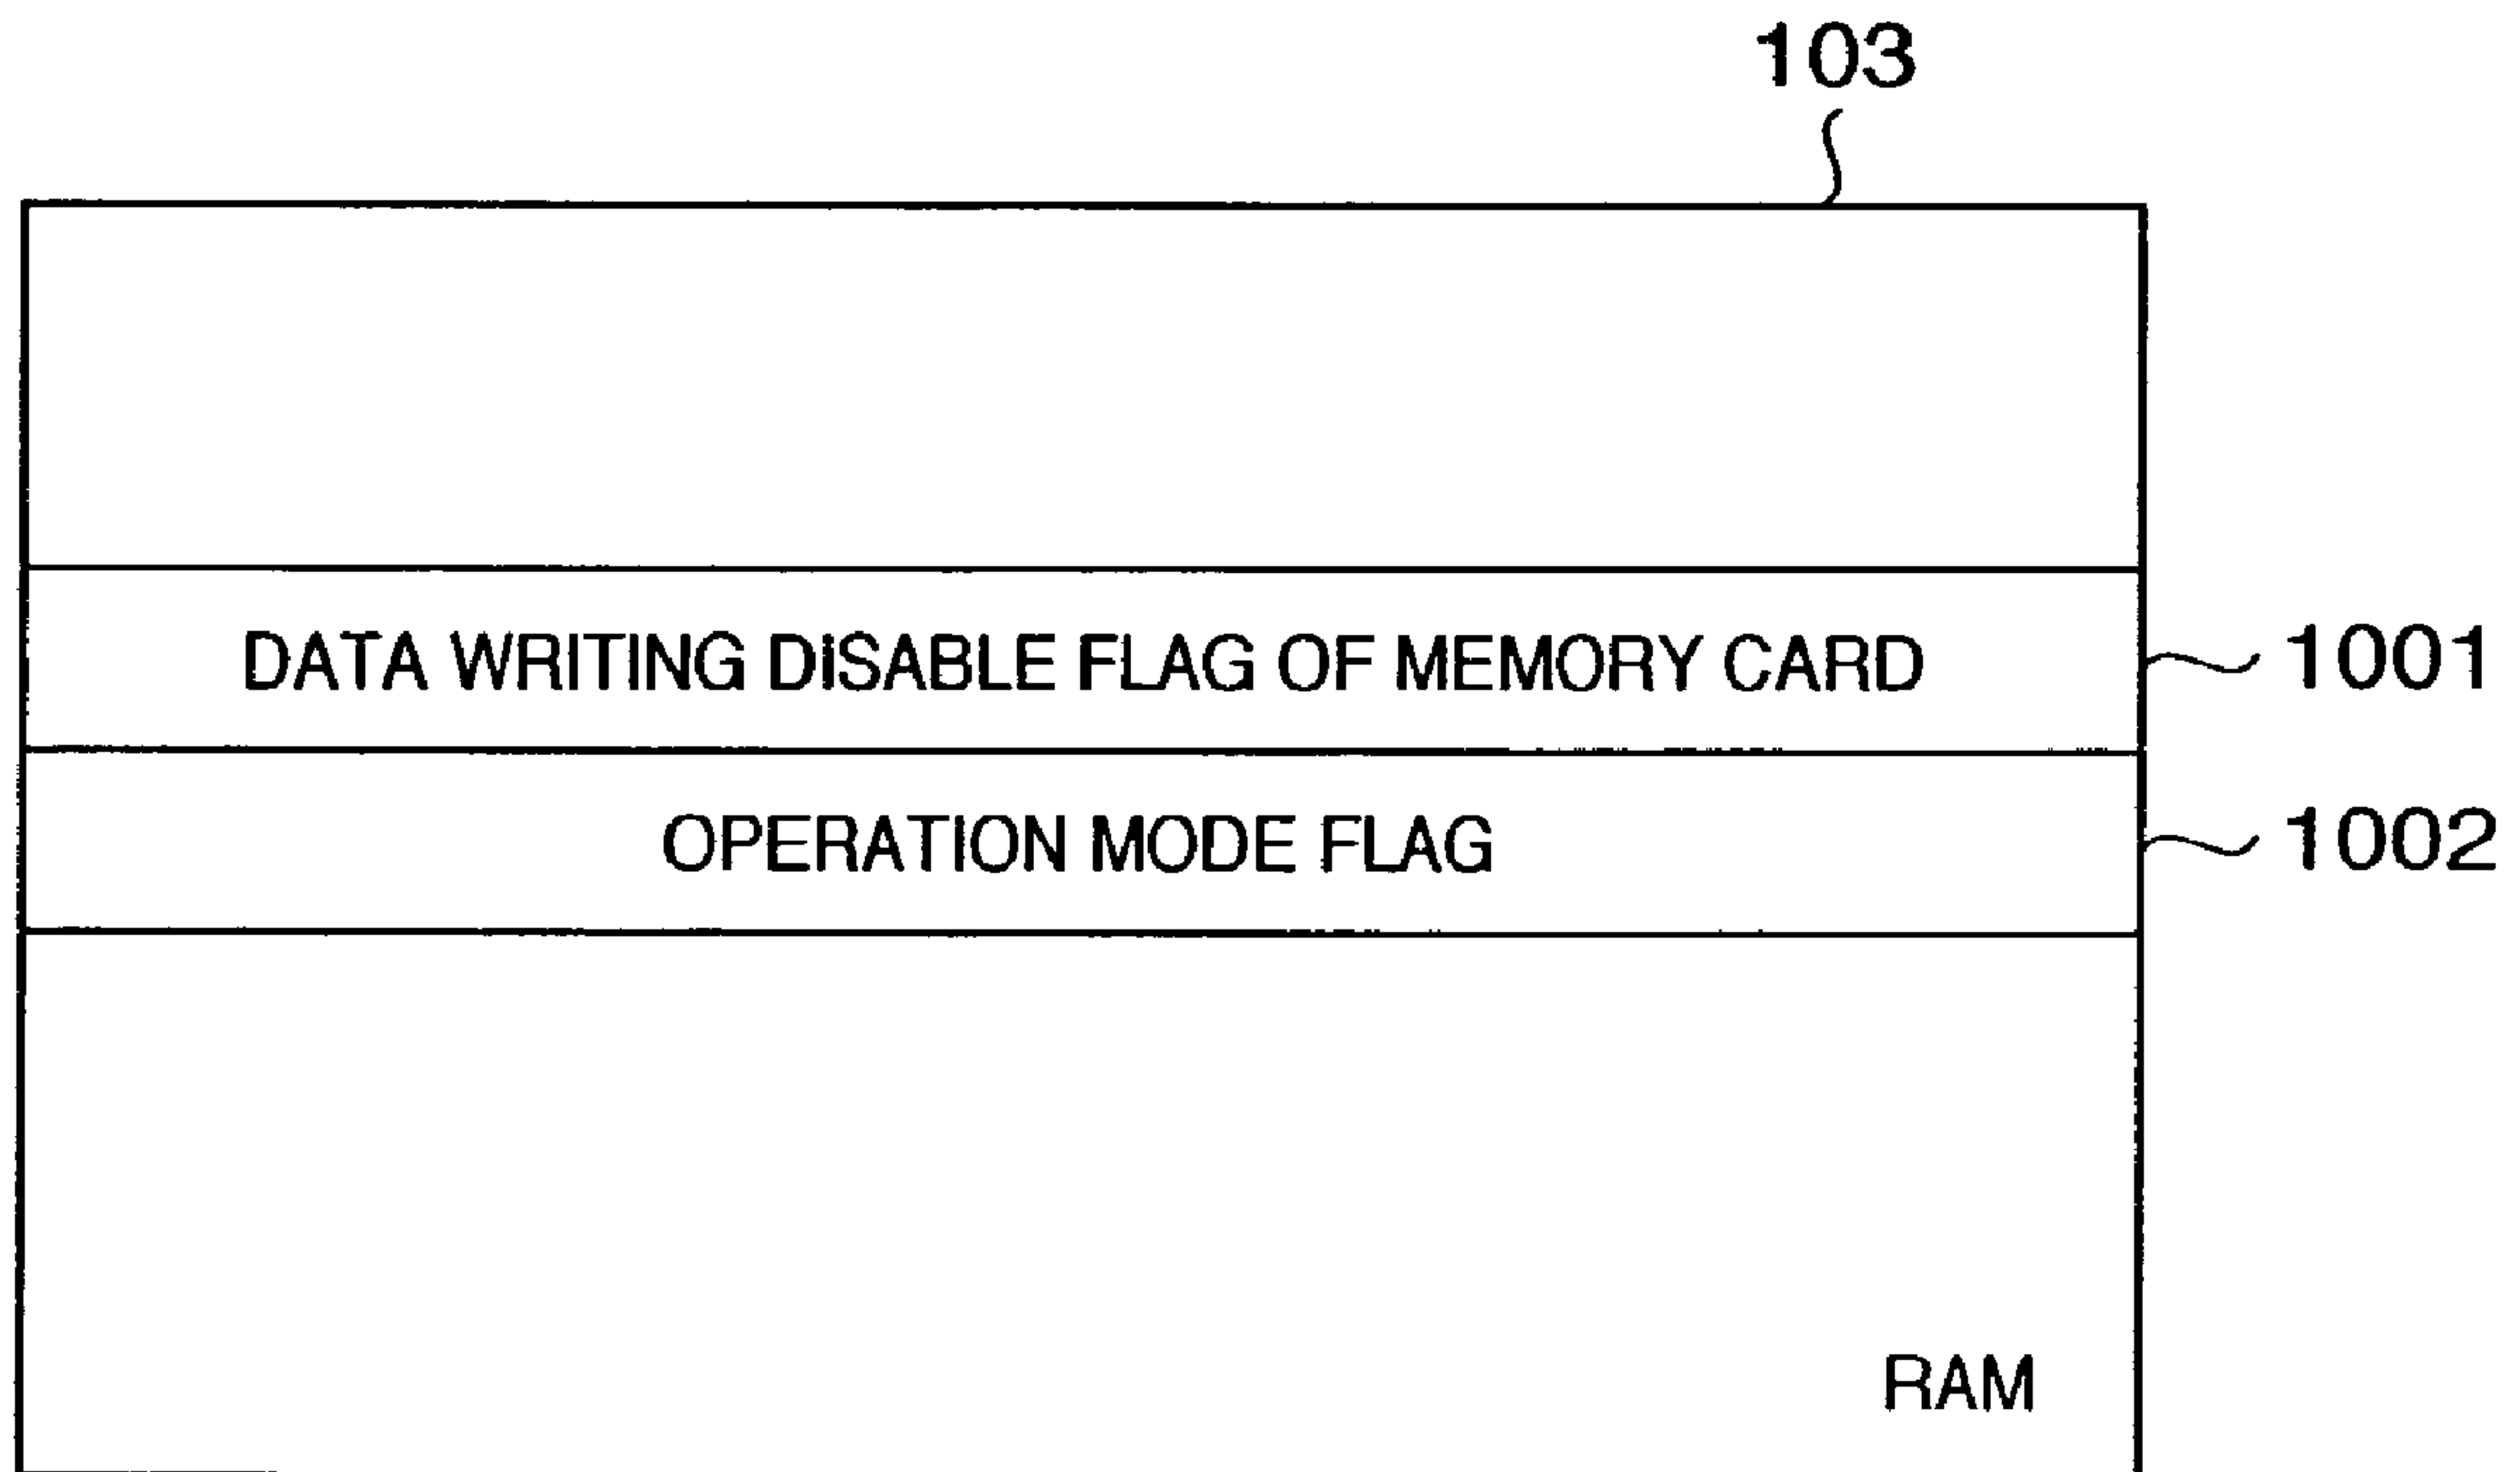 103
DATA WRITING DISABLE FLAG OF MEMORY CARD
1001
OPERATION MODE FLAG
1002
RAM